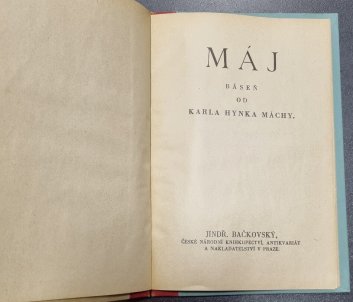 MÁJ
BÁSEŇ
OD
KARLA HYNKA MÁCHY.
JINDŘ. BAČKOVSKÝ,
ČESKÉ NÁRODNÍ KNIHKUPECTVÍ, ANTIKVARIÁT
A NAKLADATELSTVÍ V PRAZE.